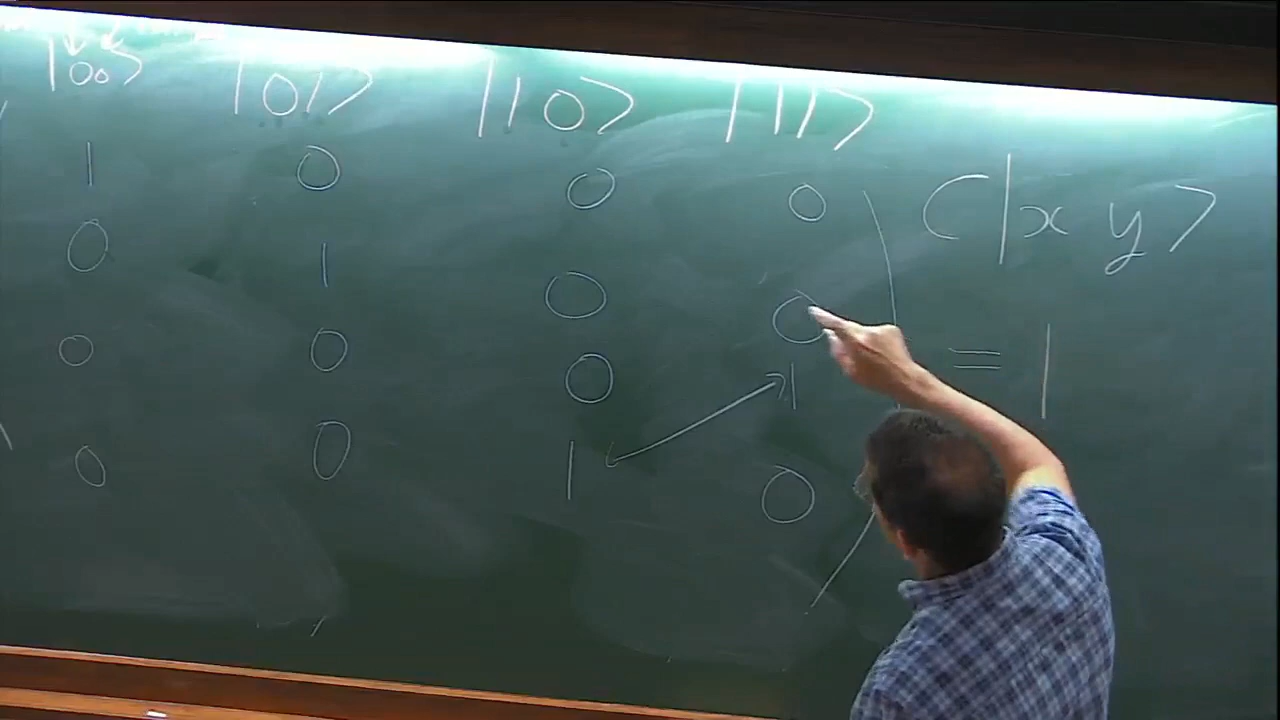 |00⟩ |01⟩ |10⟩ |11⟩
1 0 0 0
0 1 0 0
0 0 0 1
0 0 1 0
C|x y⟩
= |